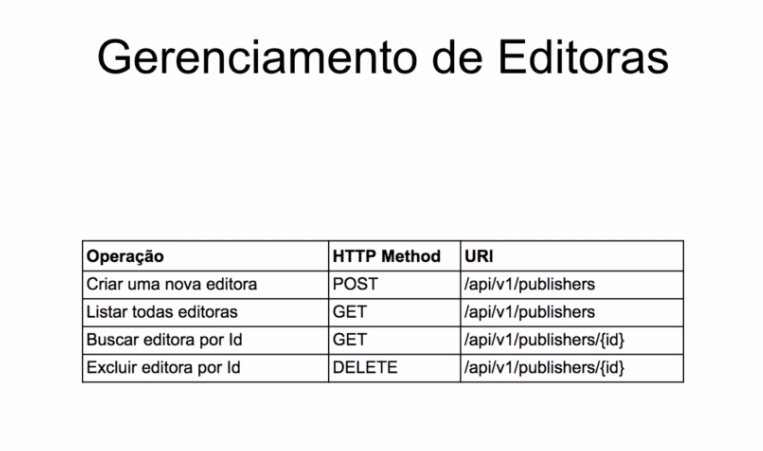 Gerenciamento de Editoras
Operação HTTP Method URI
Criar uma nova editora POST /api/v1/publishers
Listar todas editoras GET /api/v1/publishers
Buscar editora por Id GET /api/v1/publishers/{id}
Excluir editora por Id DELETE /api/v1/publishers/{id}